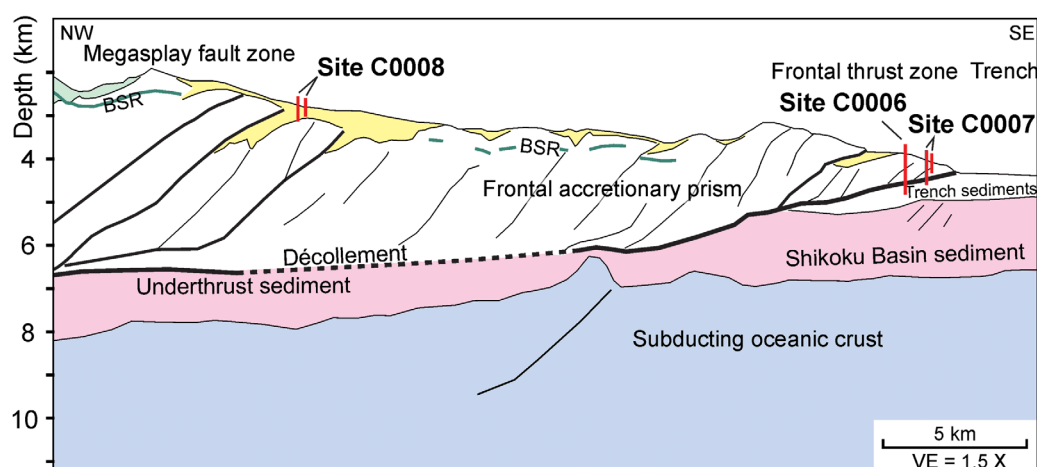 NW
SE
Megasplay fault zone
Site C0008
Frontal thrust zone
Trench
Site C0006
Site C0007
BSR
BSR
Depth (km)
4
6
8
10
Frontal accretionary prism
Trench sediments
Décollement
Shikoku Basin sediment
Underthrust sediment
Subducting oceanic crust
5 km
VE = 1.5 X